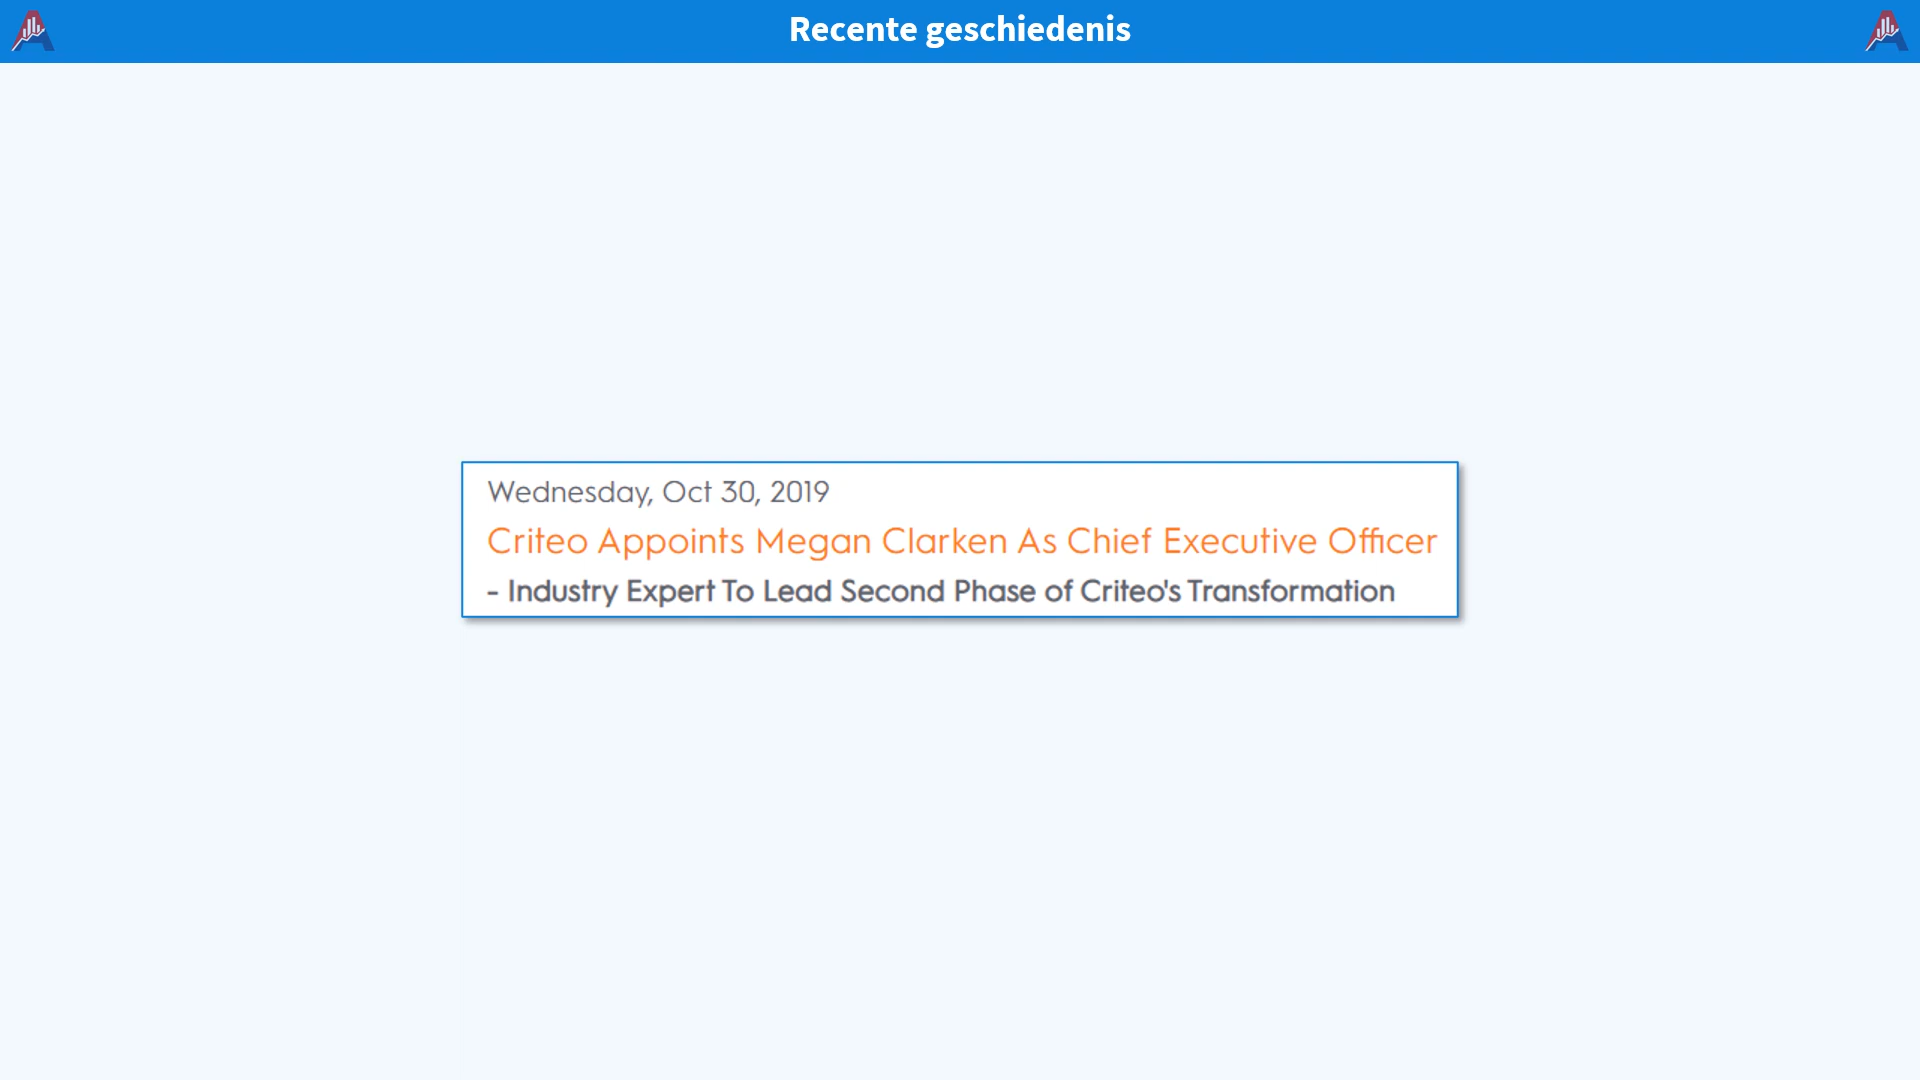 Recente geschiedenis
Wednesday, Oct 30, 2019
Criteo Appoints Megan Clarken As Chief Executive Officer
- Industry Expert To Lead Second Phase of Criteo's Transformation